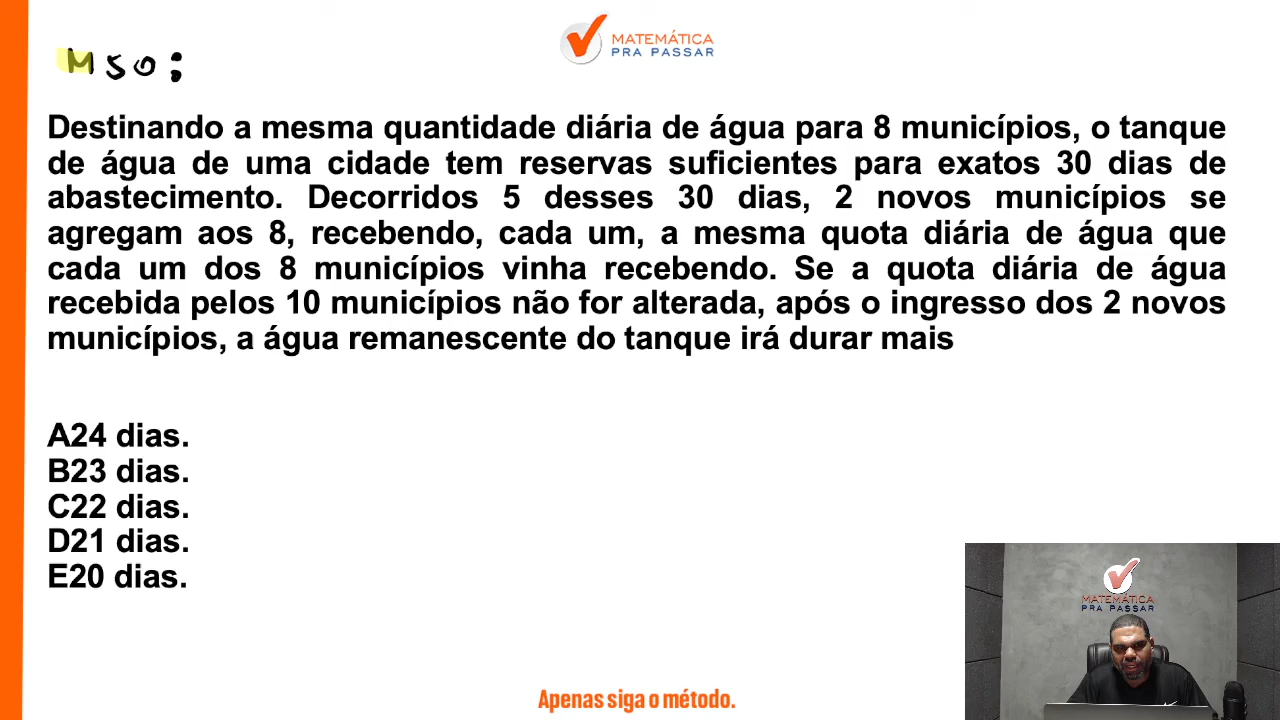 MATEMÁTICA
PRA PASSAR
M50:
Destinando a mesma quantidade diária de água para 8 municípios, o tanque
de água de uma cidade tem reservas suficientes para exatos 30 dias de
abastecimento. Decorridos 5 desses 30 dias, 2 novos municípios se
agregam aos 8, recebendo, cada um, a mesma quota diária de água que
cada um dos 8 municípios vinha recebendo. Se a quota diária de água
recebida pelos 10 municípios não for alterada, após o ingresso dos 2 novos
municípios, a água remanescente do tanque irá durar mais
A24 dias.
B23 dias.
C22 dias.
D21 dias.
E20 dias.
MATEMÁTICA
PRA PASSAR
Apenas siga o método.